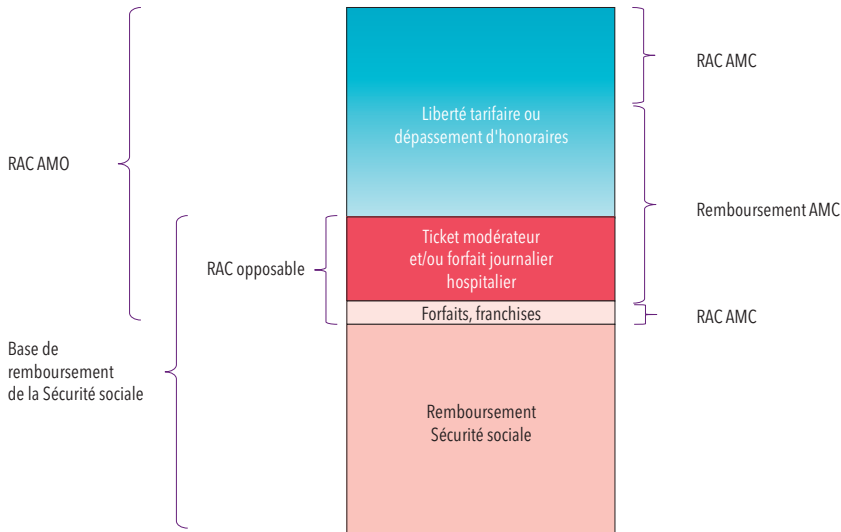 RAC AMC
Liberté tarifaire ou
dépassement d'honoraires
RAC AMO
Remboursement AMC
Ticket modérateur
et/ou forfait journalier
hospitalier
RAC opposable
Forfaits, franchises
RAC AMC
Base de
remboursement
de la Sécurité sociale
Remboursement
Sécurité sociale